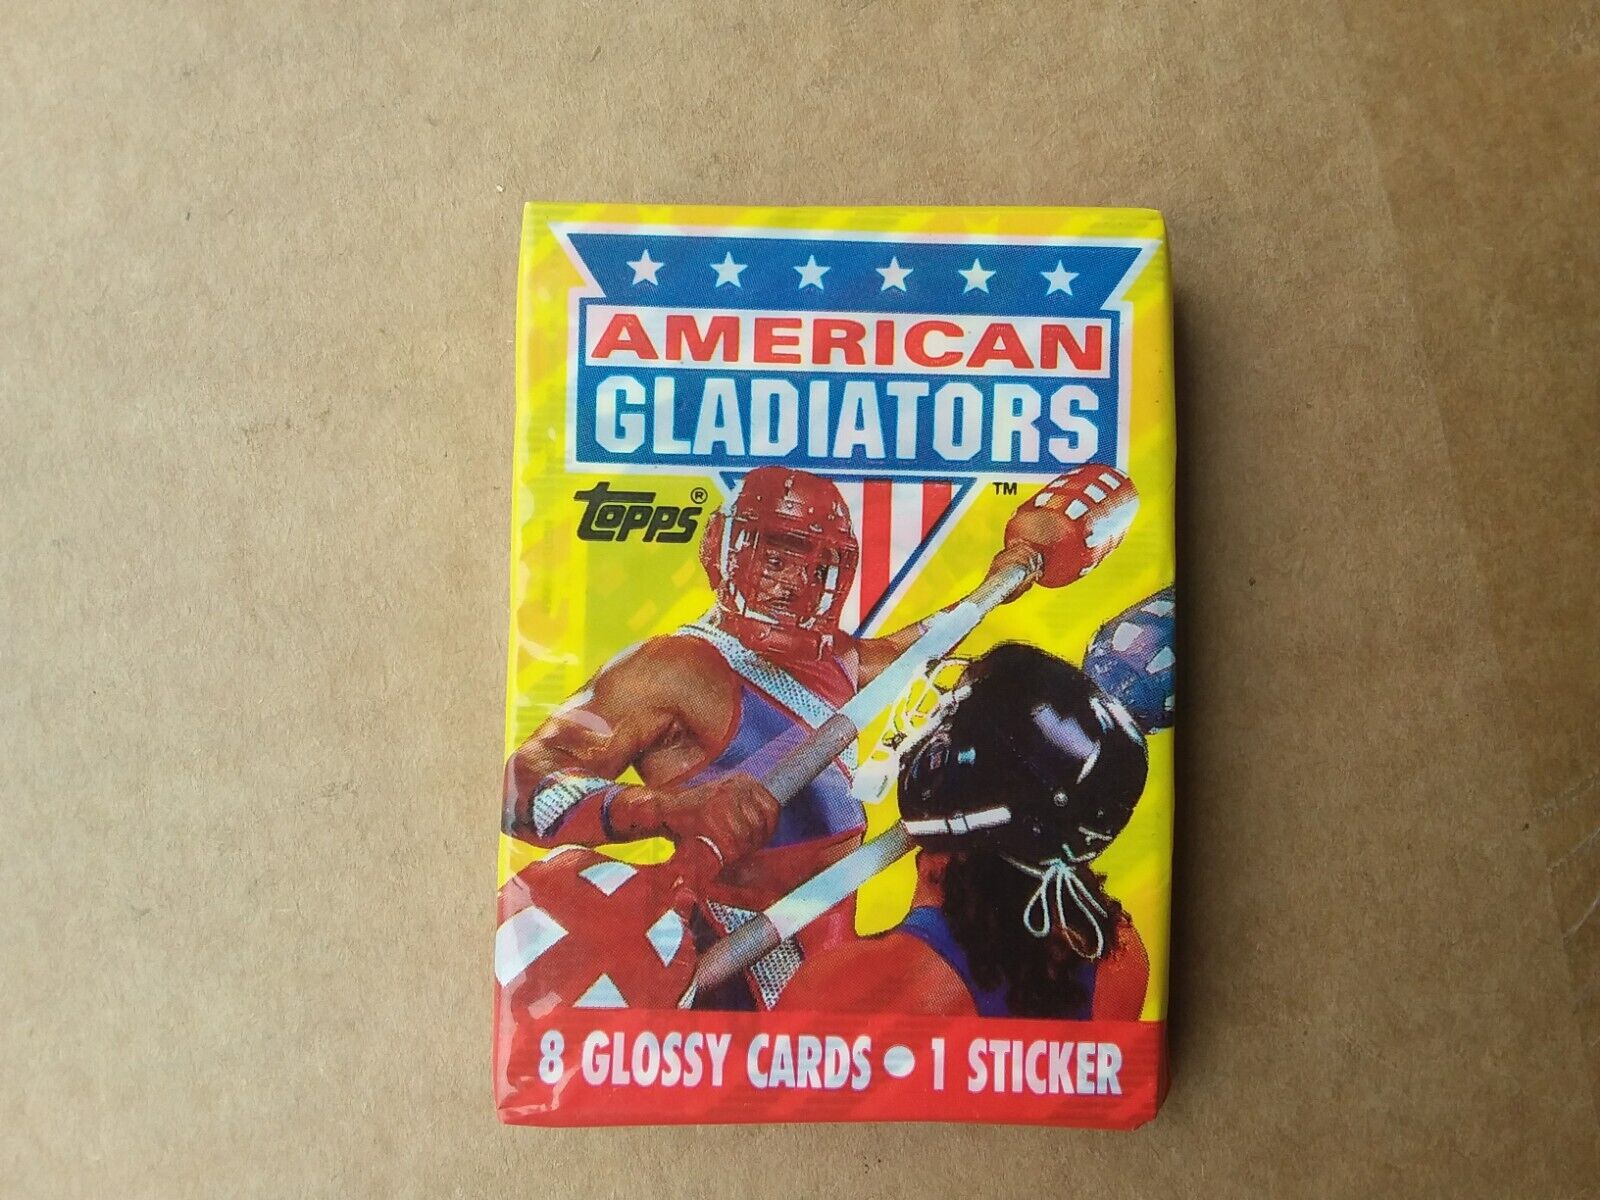 AMERICAN
GLADIATORS
TM
topps®
8 GLOSSY CARDS • 1 STICKER